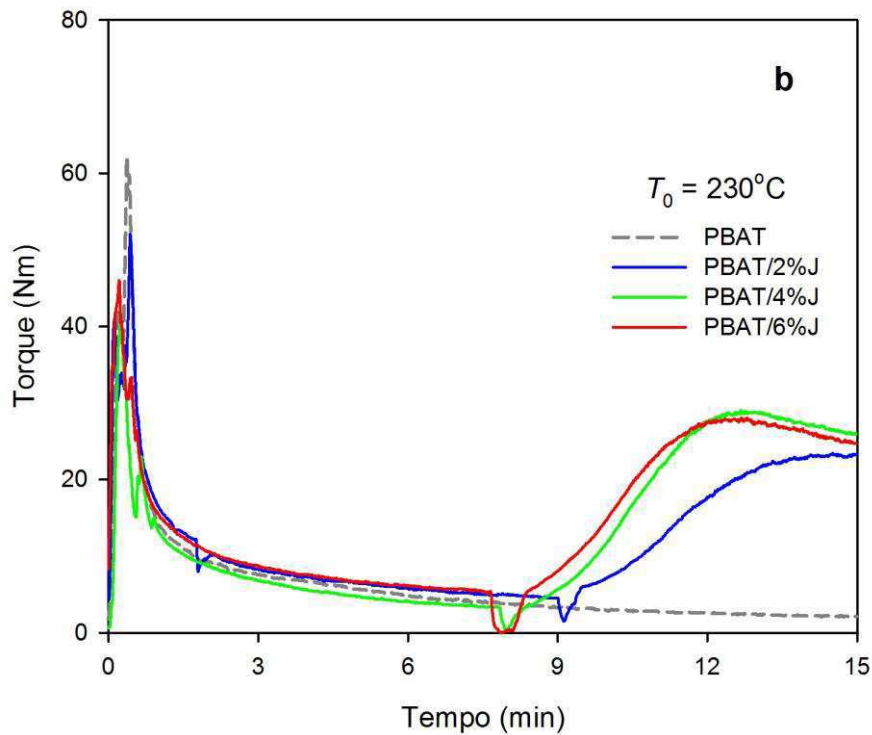 80
60
40
20
0
Torque (Nm)
b
T₀ = 230°C
PBAT
PBAT/2%J
PBAT/4%J
PBAT/6%J
0 3 6 9 12 15
Tempo (min)